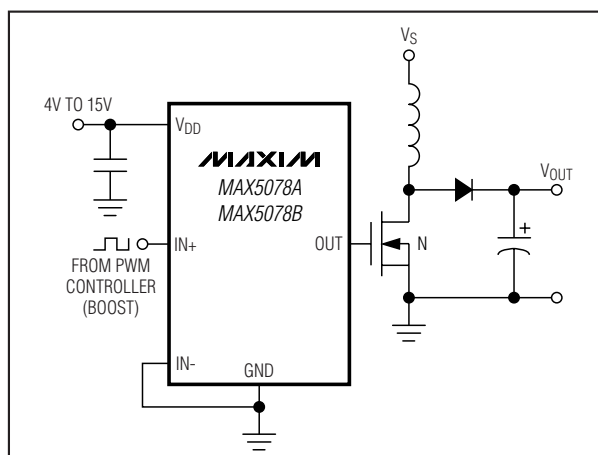 VS
4V TO 15V
VDD
MAXIM
MAX5078A
MAX5078B
VOUT
IN+
OUT
N
FROM PWM
CONTROLLER
(BOOST)
+
IN-
GND